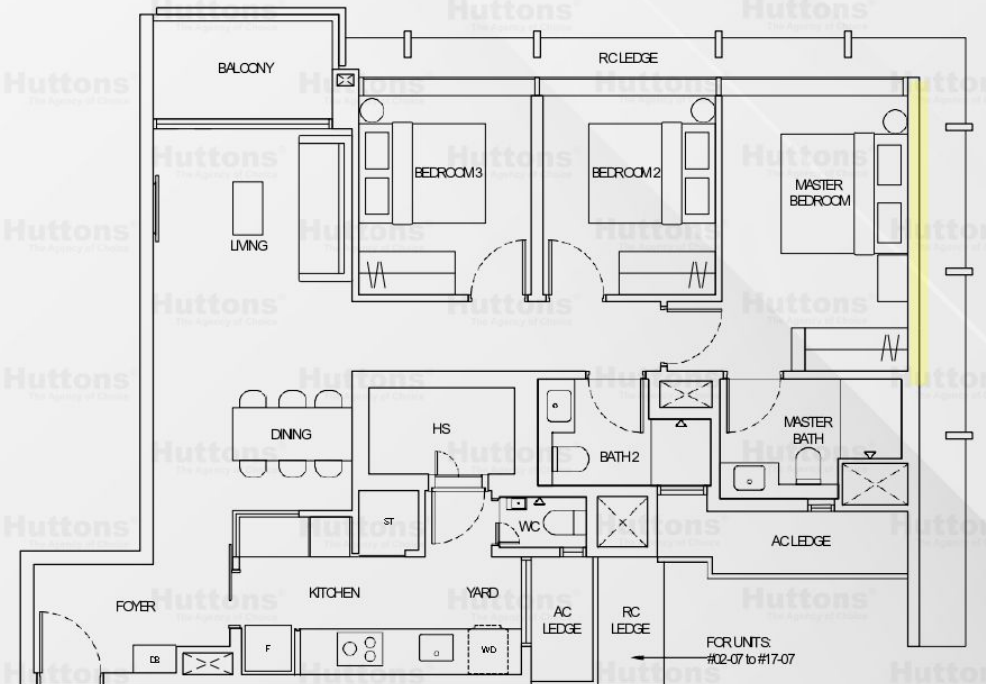 Huttons
The Agency of Choice
BALCONY
RC LEDGE
BEDROOM 3
BEDROOM 2
MASTER
BEDROOM
LIVING
DINING
HS
BATH 2
MASTER
BATH
ST
WC
AC LEDGE
FOYER
KITCHEN
YARD
AC
LEDGE
RC
LEDGE
DB
F
WD
FOR UNITS:
#02-07 to #17-07